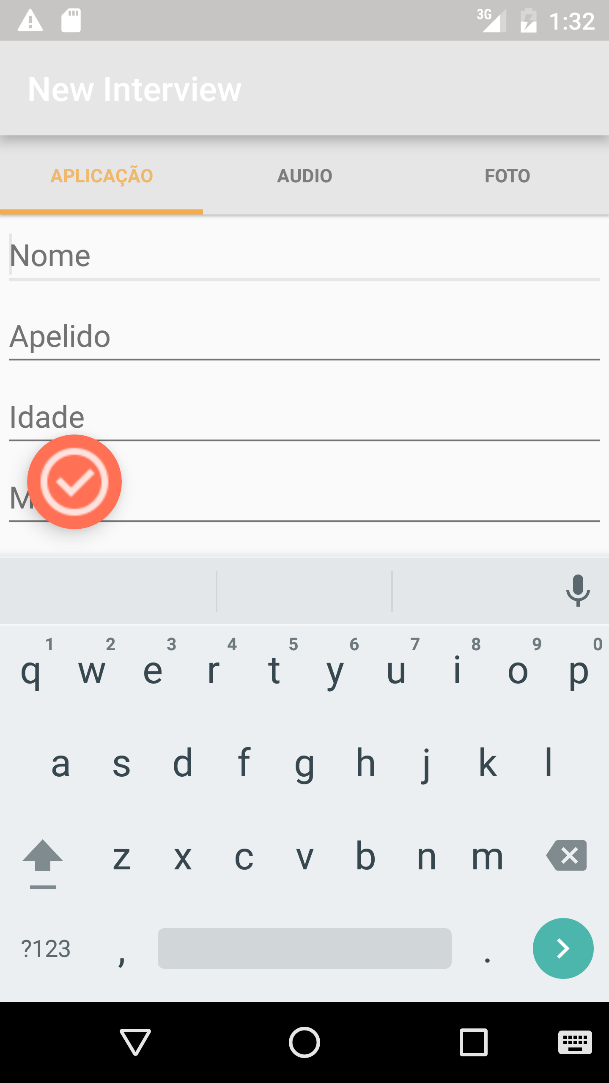 3G 1:32
New Interview
APLICAÇÃO AUDIO FOTO
Nome
Apelido
Idade
1 2 3 4 5 6 7 8 9 0
q w e r t y u i o p
a s d f g h j k l
z x c v b n m
?123 , .